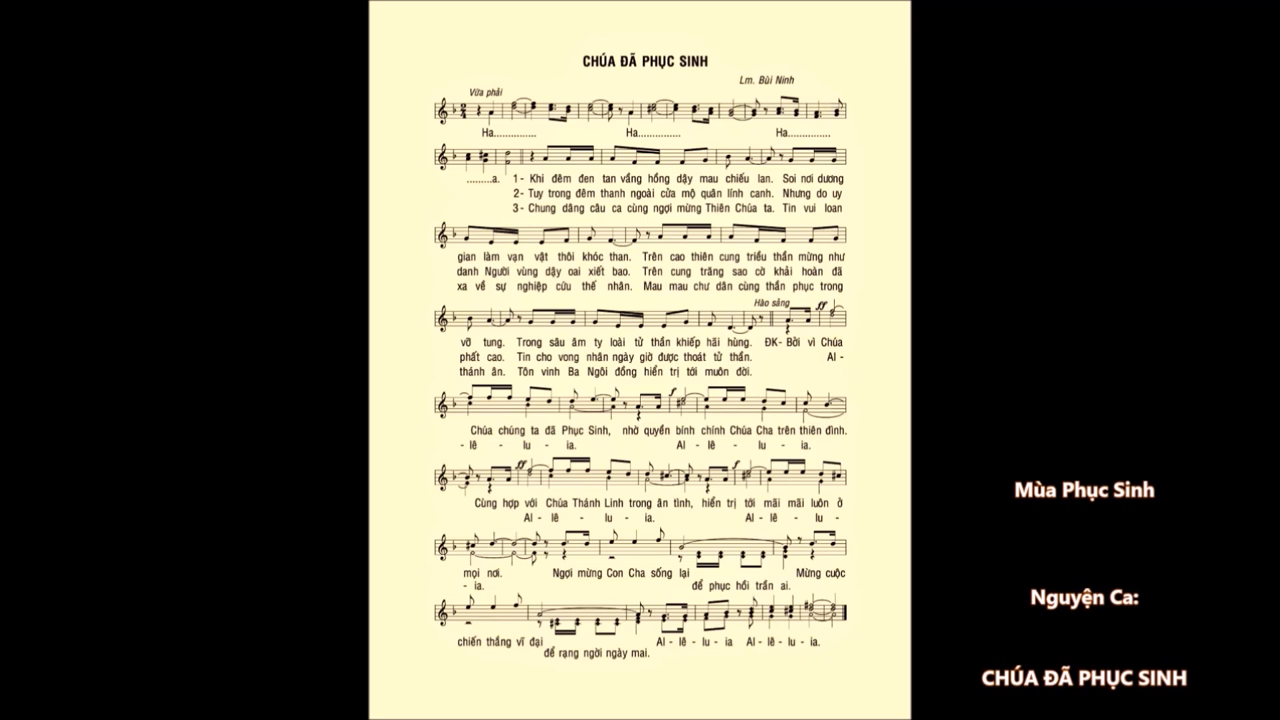 CHÚA ĐÃ PHỤC SINH
Lm. Bùi Ninh
Vừa phải
Ha.............. Ha.............. Ha..............
.........a. 1- Khi đêm đen tan vầng hồng dậy mau chiếu lan. Soi nơi dương
2- Tuy trong đêm thanh ngoài cửa mộ quân lính canh. Nhưng do uy
3- Chung dâng câu ca cùng ngợi mừng Thiên Chúa ta. Tin vui loan
gian làm vạn vật thôi khóc than. Trên cao thiên cung triều thần mừng như
danh Người vùng dậy oai xiết bao. Trên cung trăng sao cờ khải hoàn đã
xa về sự nghiệp cứu thế nhân. Mau mau chư dân cùng thần phục trong
Hào sảng ff
vỡ tung. Trong sâu âm ty loài tử thần khiếp hãi hùng. ĐK- Bởi vì Chúa
phất cao. Tin cho vong nhân ngày giờ được thoát tử thần. Al -
thánh ân. Tôn vinh Ba Ngôi đồng hiển trị tới muôn đời.
f
Chúa chúng ta đã Phục Sinh, nhờ quyền bính chính Chúa Cha trên thiên đình.
- lê - lu - ia. Al - lê - lu - ia.
ff f
Cùng hợp với Chúa Thánh Linh trong ân tình, hiển trị tới mãi mãi luôn ở
Al - lê - lu - ia. Al - lê - lu -
mọi nơi. Ngợi mừng Con Cha sống lại Mừng cuộc
- ia. để phục hồi trần ai.
chiến thắng vĩ đại Al - lê - lu - ia Al - lê - lu - ia.
để rạng ngời ngày mai.
Mùa Phục Sinh
Nguyện Ca:
CHÚA ĐÃ PHỤC SINH